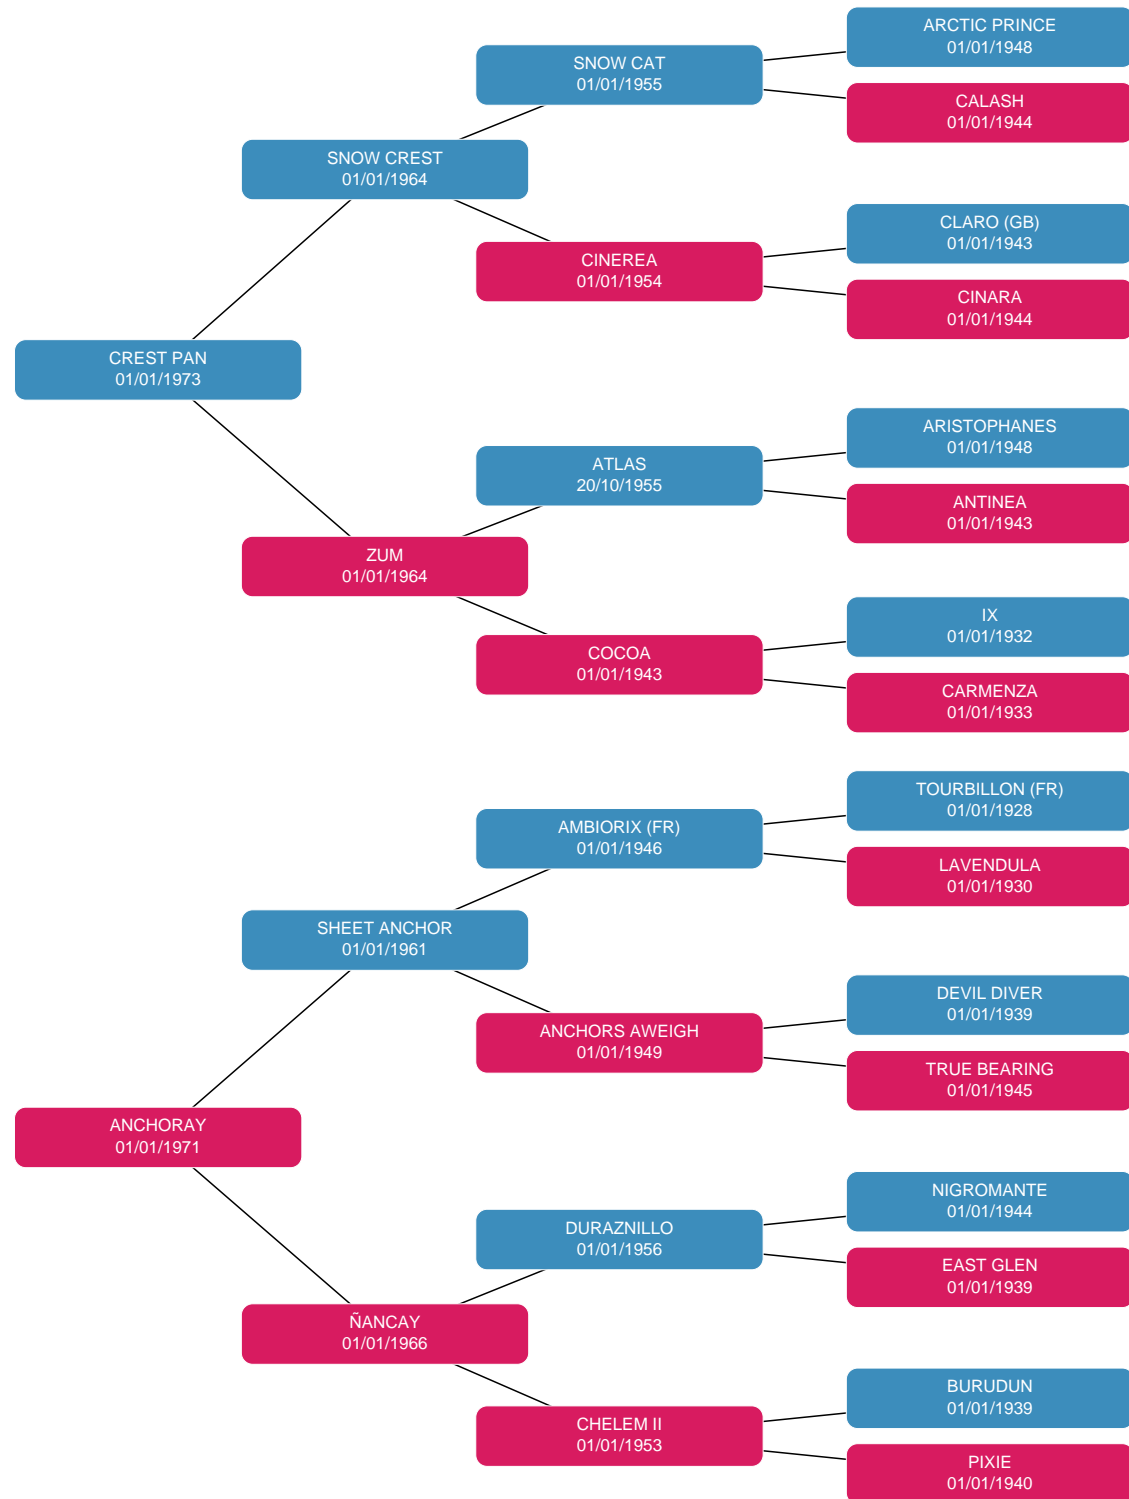 ARCTIC PRINCE
01/01/1948
SNOW CAT
01/01/1955
CALASH
01/01/1944
SNOW CREST
01/01/1964
CLARO (GB)
01/01/1943
CINEREA
01/01/1954
CINARA
01/01/1944
CREST PAN
01/01/1973
ARISTOPHANES
01/01/1948
ATLAS
20/10/1955
ANTINEA
01/01/1943
ZUM
01/01/1964
IX
01/01/1932
COCOA
01/01/1943
CARMENZA
01/01/1933
TOURBILLON (FR)
01/01/1928
AMBIORIX (FR)
01/01/1946
LAVENDULA
01/01/1930
SHEET ANCHOR
01/01/1961
DEVIL DIVER
01/01/1939
ANCHORS AWEIGH
01/01/1949
TRUE BEARING
01/01/1945
ANCHORAY
01/01/1971
NIGROMANTE
01/01/1944
DURAZNILLO
01/01/1956
EAST GLEN
01/01/1939
ÑANCAY
01/01/1966
BURUDUN
01/01/1939
CHELEM II
01/01/1953
PIXIE
01/01/1940